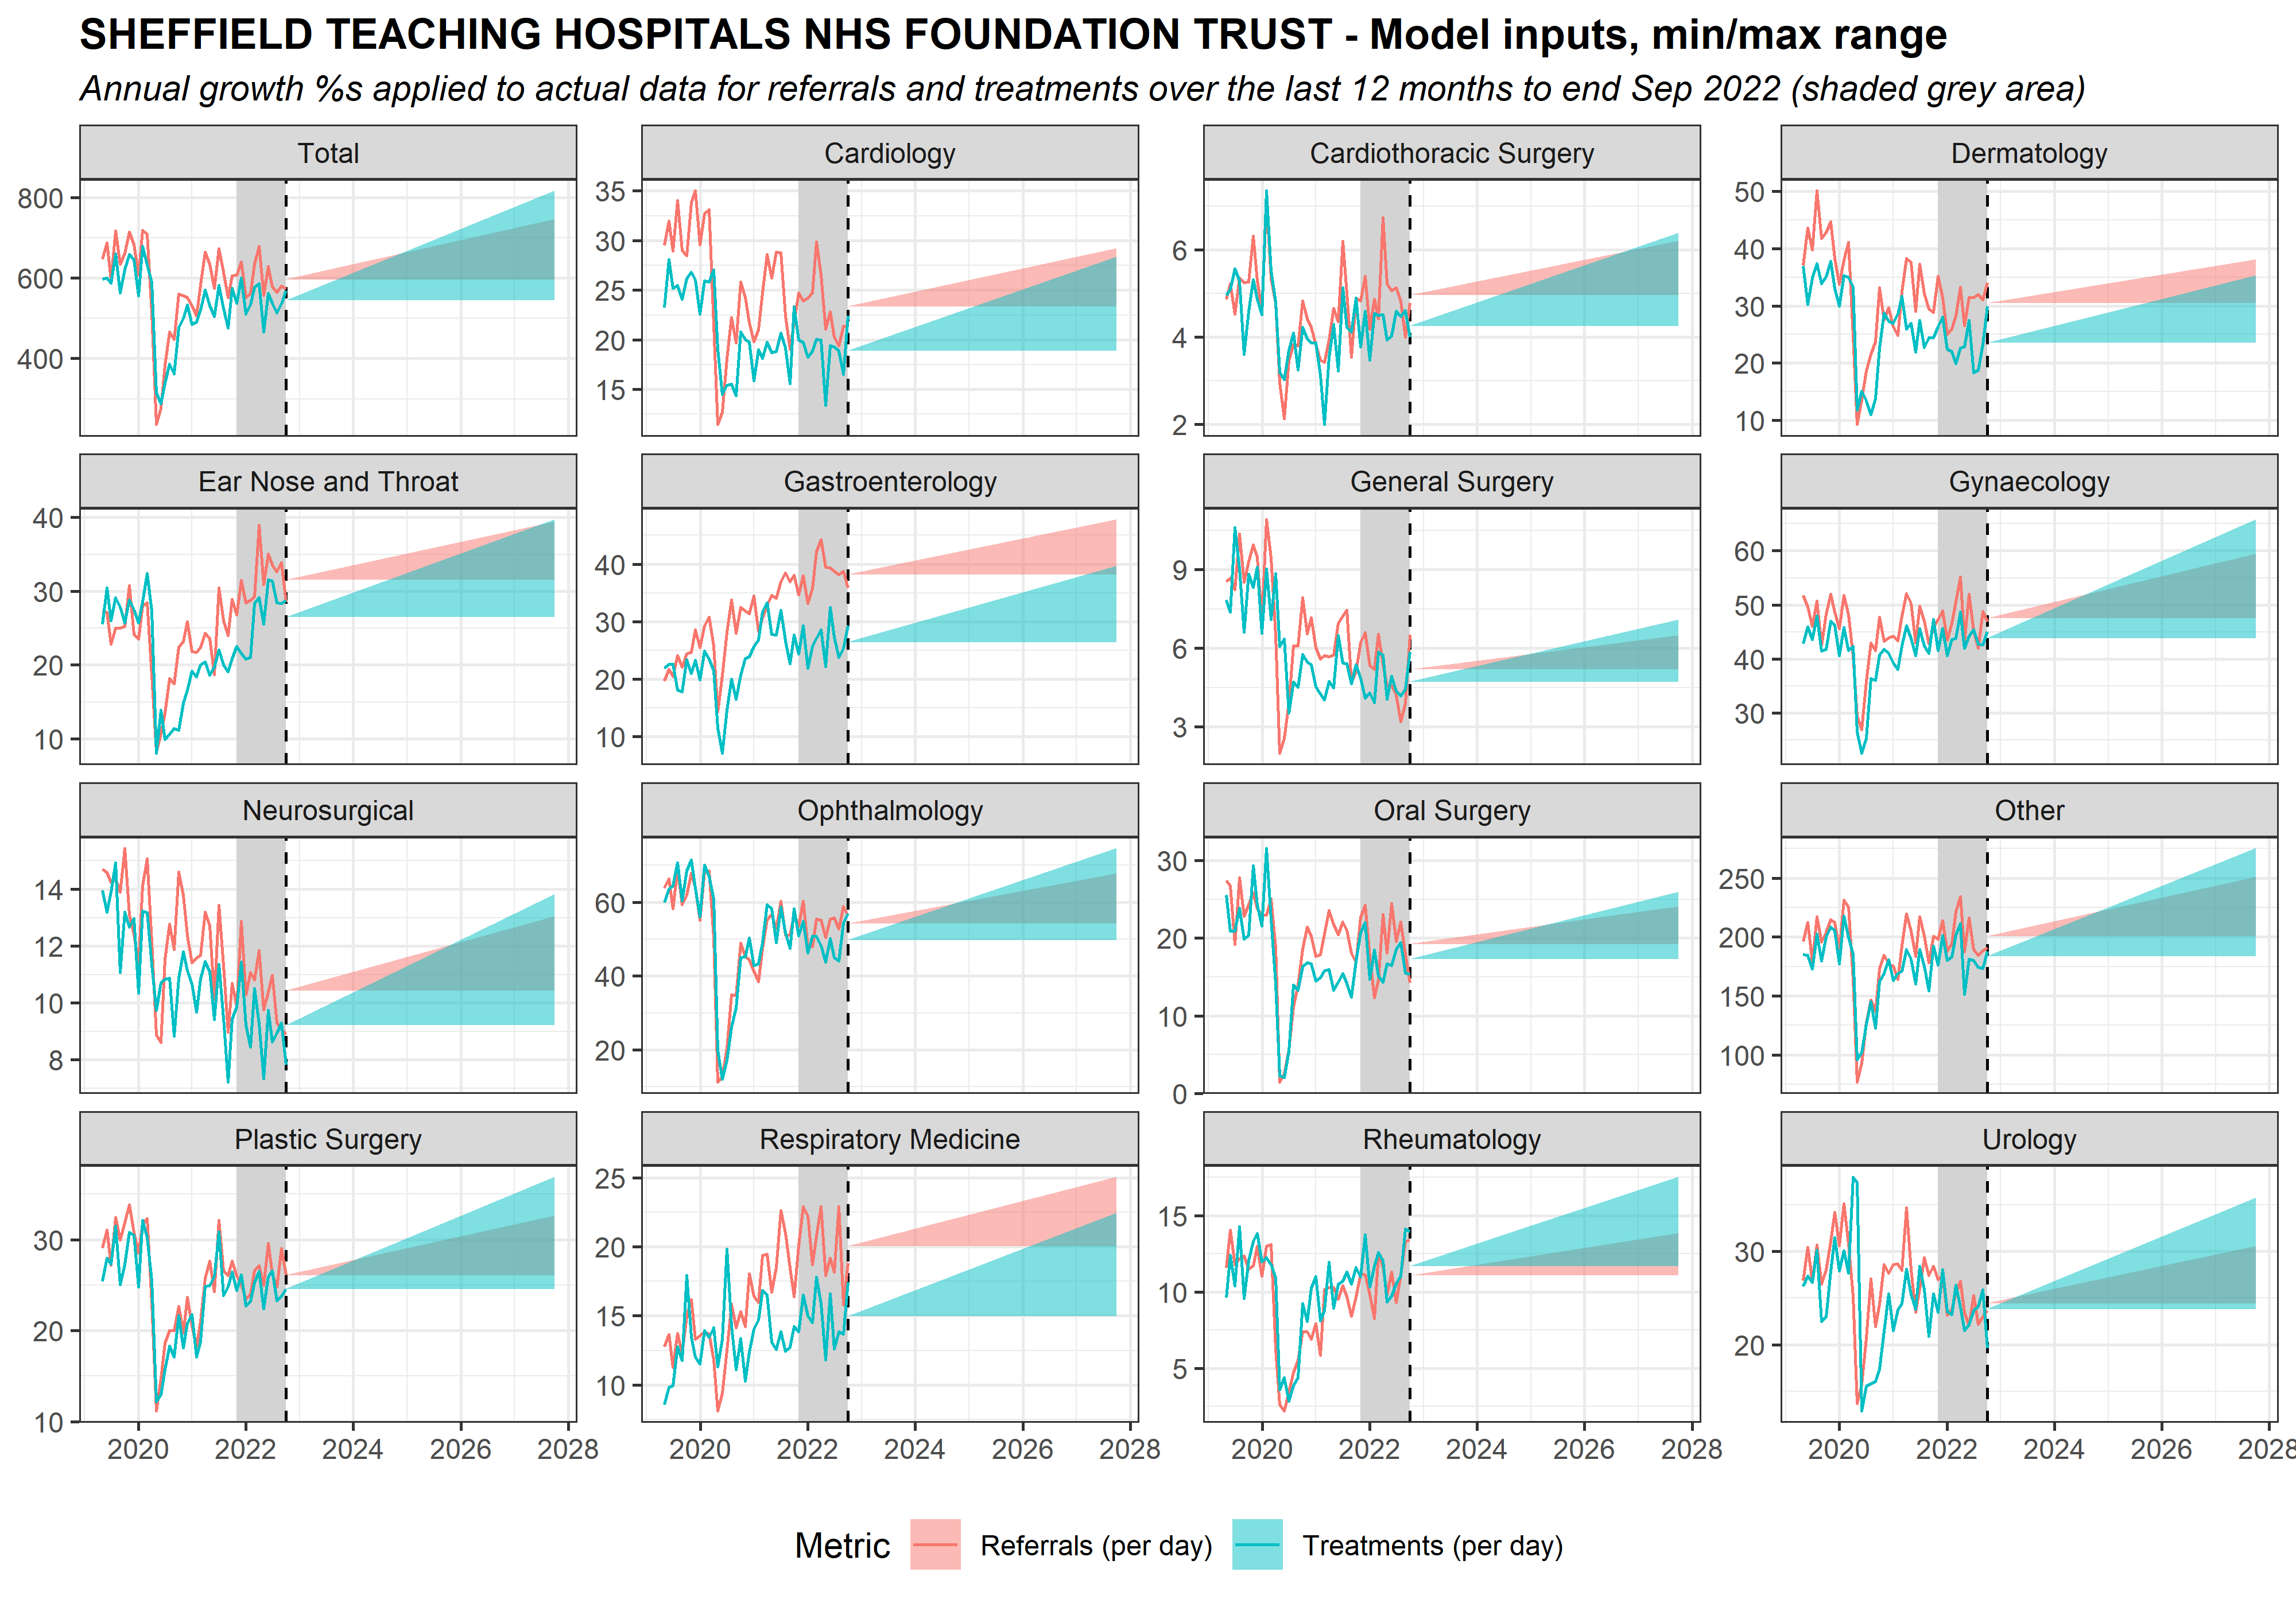 SHEFFIELD TEACHING HOSPITALS NHS FOUNDATION TRUST - Model inputs, min/max range
Annual growth %s applied to actual data for referrals and treatments over the last 12 months to end Sep 2022 (shaded grey area)
Total
Cardiology
Cardiothoracic Surgery
Dermatology
800
600
400
35
30
25
20
15
6
4
2
50
40
30
20
10
Ear Nose and Throat
Gastroenterology
General Surgery
Gynaecology
40
30
20
10
40
30
20
10
9
6
3
60
50
40
30
Neurosurgical
Ophthalmology
Oral Surgery
Other
14
12
10
8
60
40
20
30
20
10
0
250
200
150
100
Plastic Surgery
Respiratory Medicine
Rheumatology
Urology
30
20
10
25
20
15
10
15
10
5
30
20
2020 2022 2024 2026 2028
2020 2022 2024 2026 2028
2020 2022 2024 2026 2028
2020 2022 2024 2026 2028
Metric Referrals (per day) Treatments (per day)